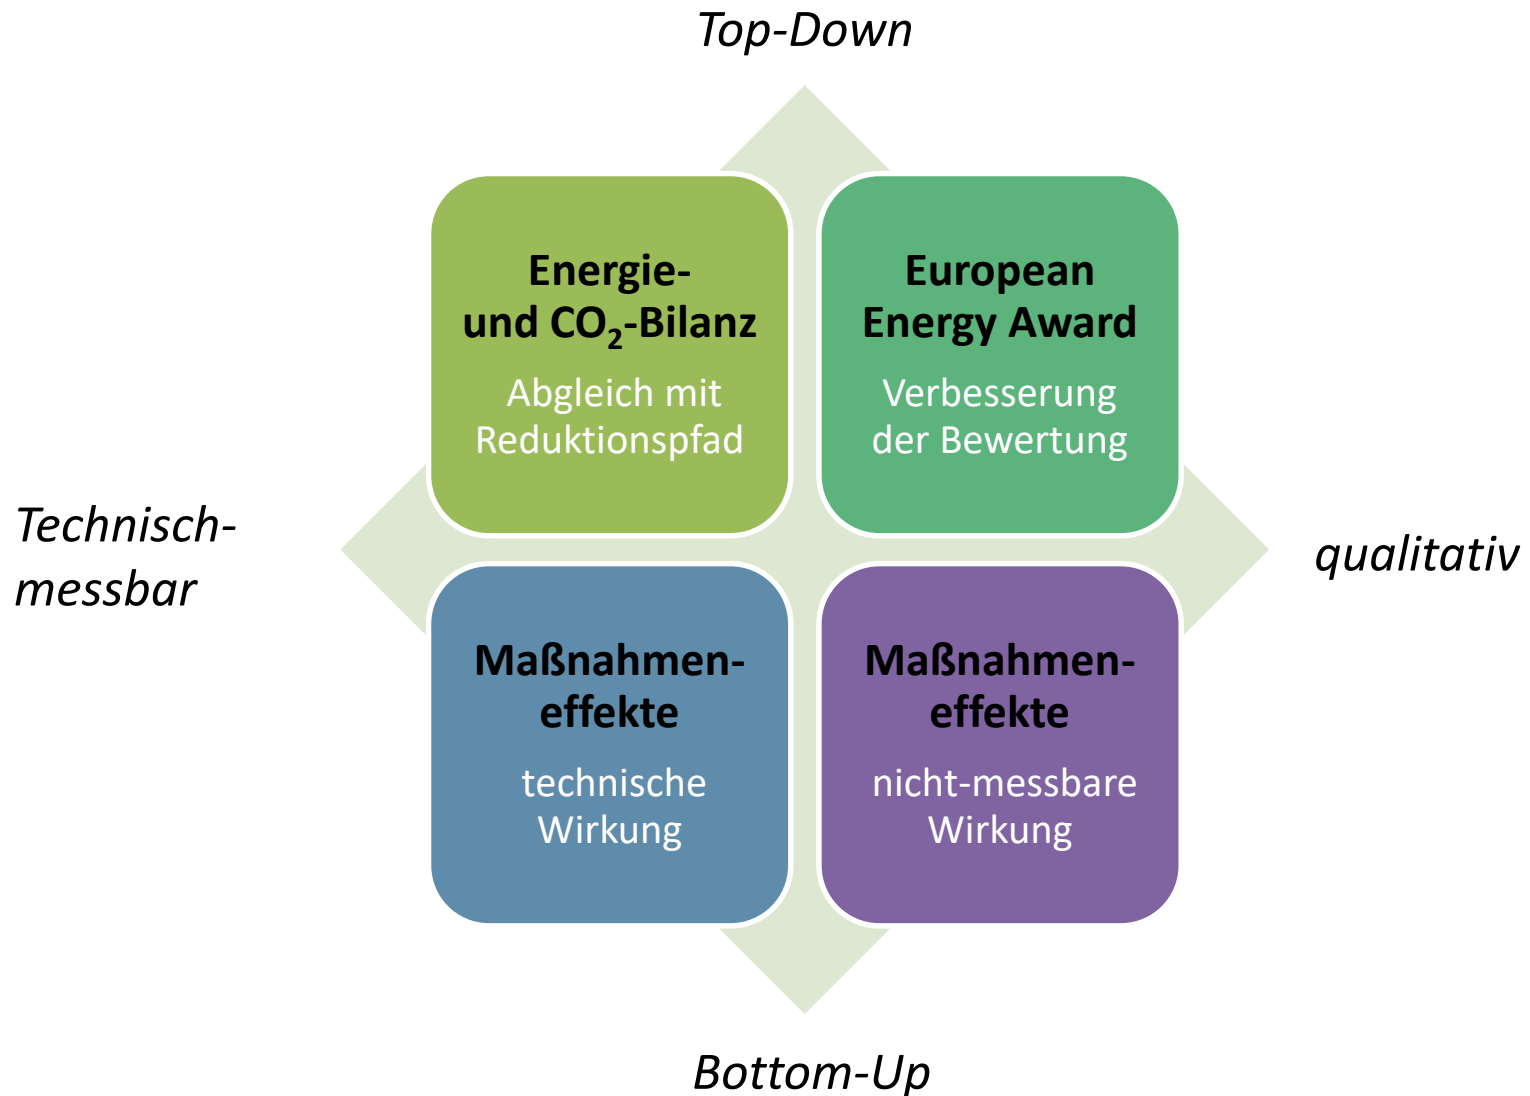 Top-Down
Energie-
und CO₂-Bilanz
Abgleich mit
Reduktionspfad
European
Energy Award
Verbesserung
der Bewertung
Technisch-
messbar
qualitativ
Maßnahmen-
effekte
technische
Wirkung
Maßnahmen-
effekte
nicht-messbare
Wirkung
Bottom-Up